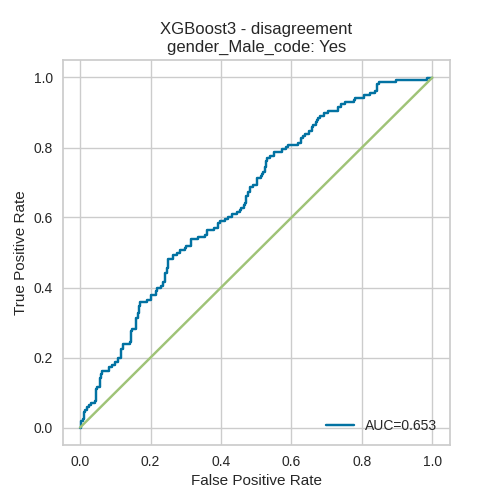 XGBoost3 - disagreement
gender_Male_code: Yes
True Positive Rate
1.0
0.8
0.6
0.4
0.2
0.0
AUC=0.653
0.0 0.2 0.4 0.6 0.8 1.0
False Positive Rate